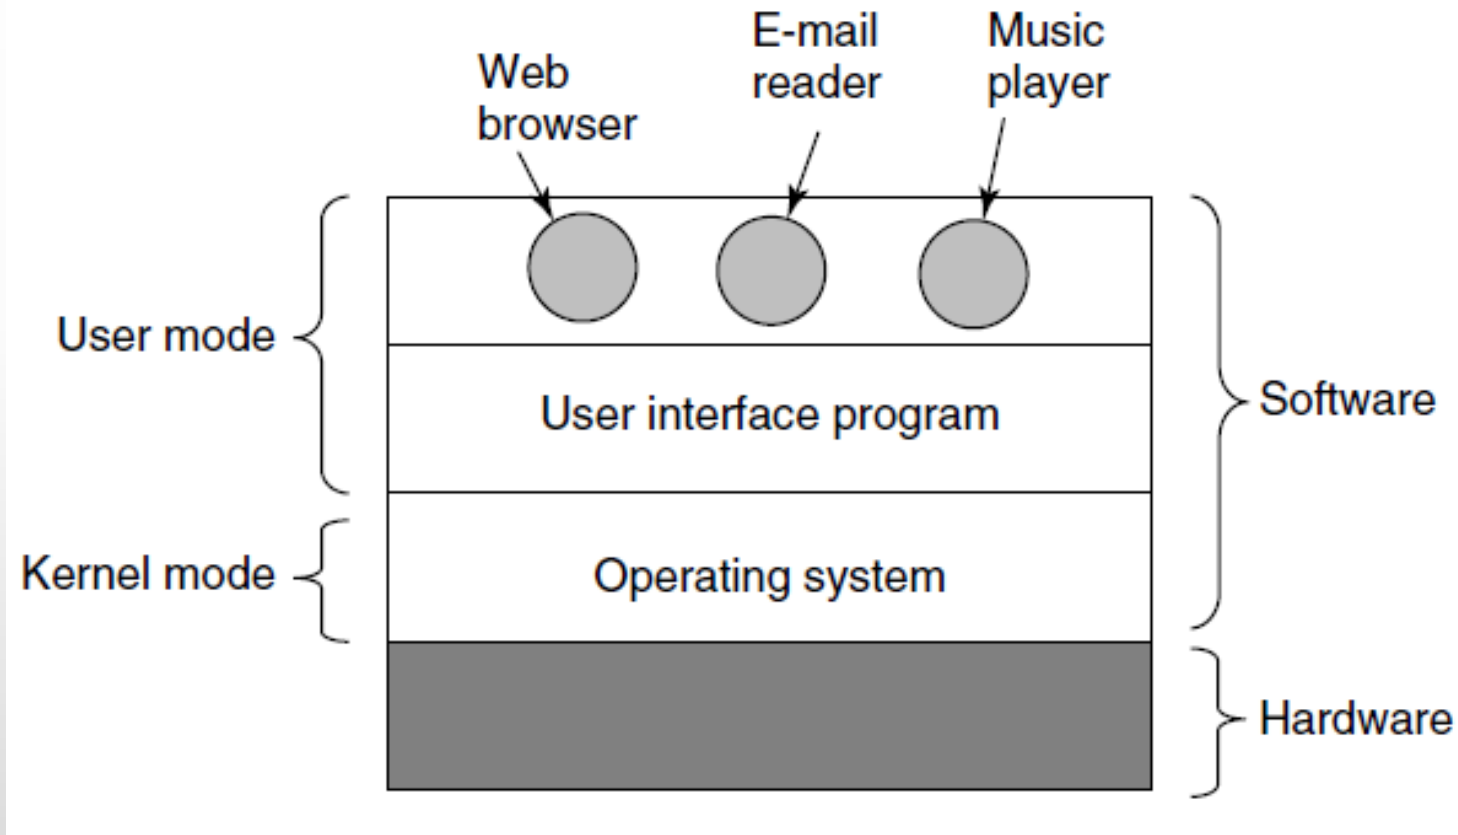 Web
browser
E-mail
reader
Music
player
User mode
User interface program
Software
Kernel mode
Operating system
Hardware